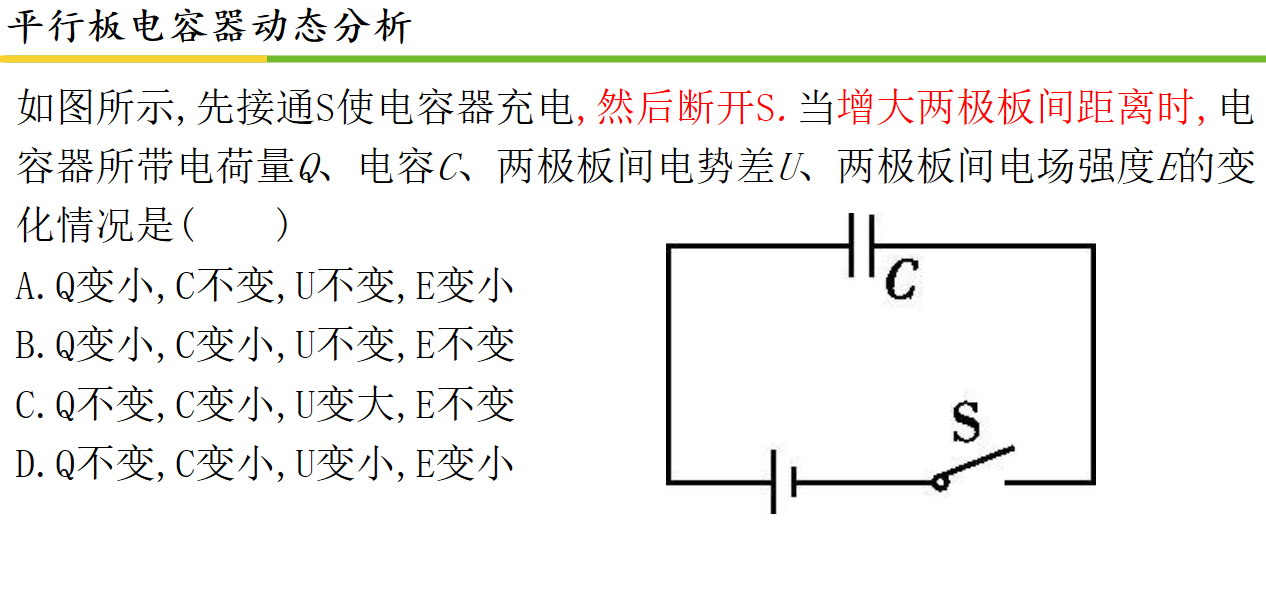 平行板电容器动态分析
如图所示,先接通S使电容器充电,然后断开S.当增大两极板间距离时,电
容器所带电荷量Q、电容C、两极板间电势差U、两极板间电场强度E的变
化情况是(    )
A.Q变小,C不变,U不变,E变小
B.Q变小,C变小,U不变,E不变
C.Q不变,C变小,U变大,E不变
D.Q不变,C变小,U变小,E变小
C
S